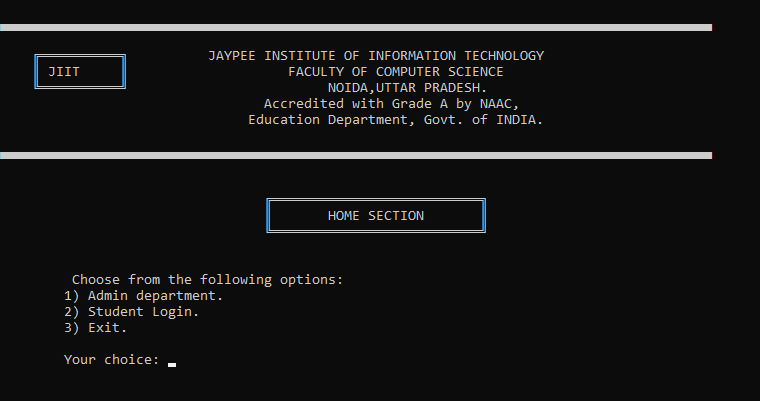 JAYPEE INSTITUTE OF INFORMATION TECHNOLOGY
JIIT
FACULTY OF COMPUTER SCIENCE
NOIDA,UTTAR PRADESH.
Accredited with Grade A by NAAC,
Education Department, Govt. of INDIA.
HOME SECTION
Choose from the following options:
1) Admin department.
2) Student Login.
3) Exit.
Your choice: